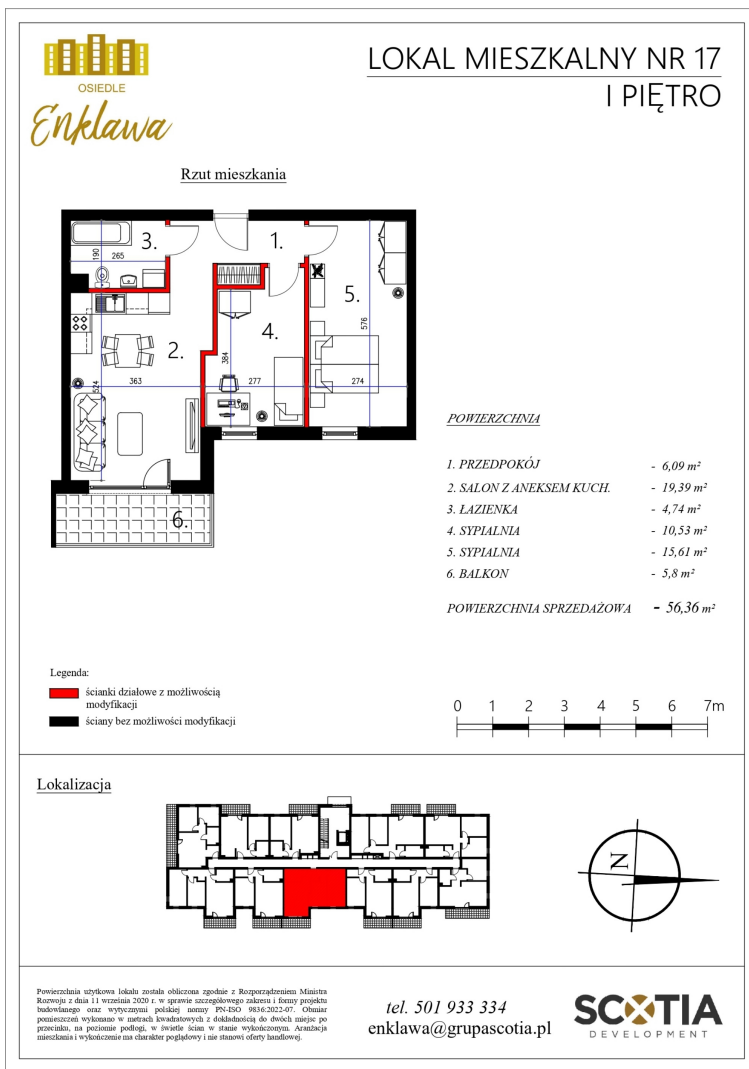 OSIEDLE
Enklawa
LOKAL MIESZKALNY NR 17
I PIĘTRO
Rzut mieszkania
3.
1.
190
265
5.
576
2.
4.
384
363
277
274
524
6.
POWIERZCHNIA
1. PRZEDPOKÓJ - 6,09 m²
2. SALON Z ANEKSEM KUCH. - 19,39 m²
3. ŁAZIENKA - 4,74 m²
4. SYPIALNIA - 10,53 m²
5. SYPIALNIA - 15,61 m²
6. BALKON - 5,8 m²
POWIERZCHNIA SPRZEDAŻOWA - 56,36 m²
Legenda:
ścianki działowe z możliwością
modyfikacji
ściany bez możliwości modyfikacji
0 1 2 3 4 5 6 7m
Lokalizacja
N
Powierzchnia użytkowa lokalu została obliczona zgodnie z Rozporządzeniem Ministra
Rozwoju z dnia 11 września 2020 r. w sprawie szczegółowego zakresu i formy projektu
budowlanego oraz wytycznymi polskiej normy PN-ISO 9836:2022-07. Obmiar
pomieszczeń wykonano w metrach kwadratowych z dokładnością do dwóch miejsc po
przecinku, na poziomie podłogi, w świetle ścian w stanie wykończonym. Aranżacja
mieszkania i wykończenie ma charakter poglądowy i nie stanowi oferty handlowej.
tel. 501 933 334
enklawa@grupascotia.pl
SCOTIA
DEVELOPMENT